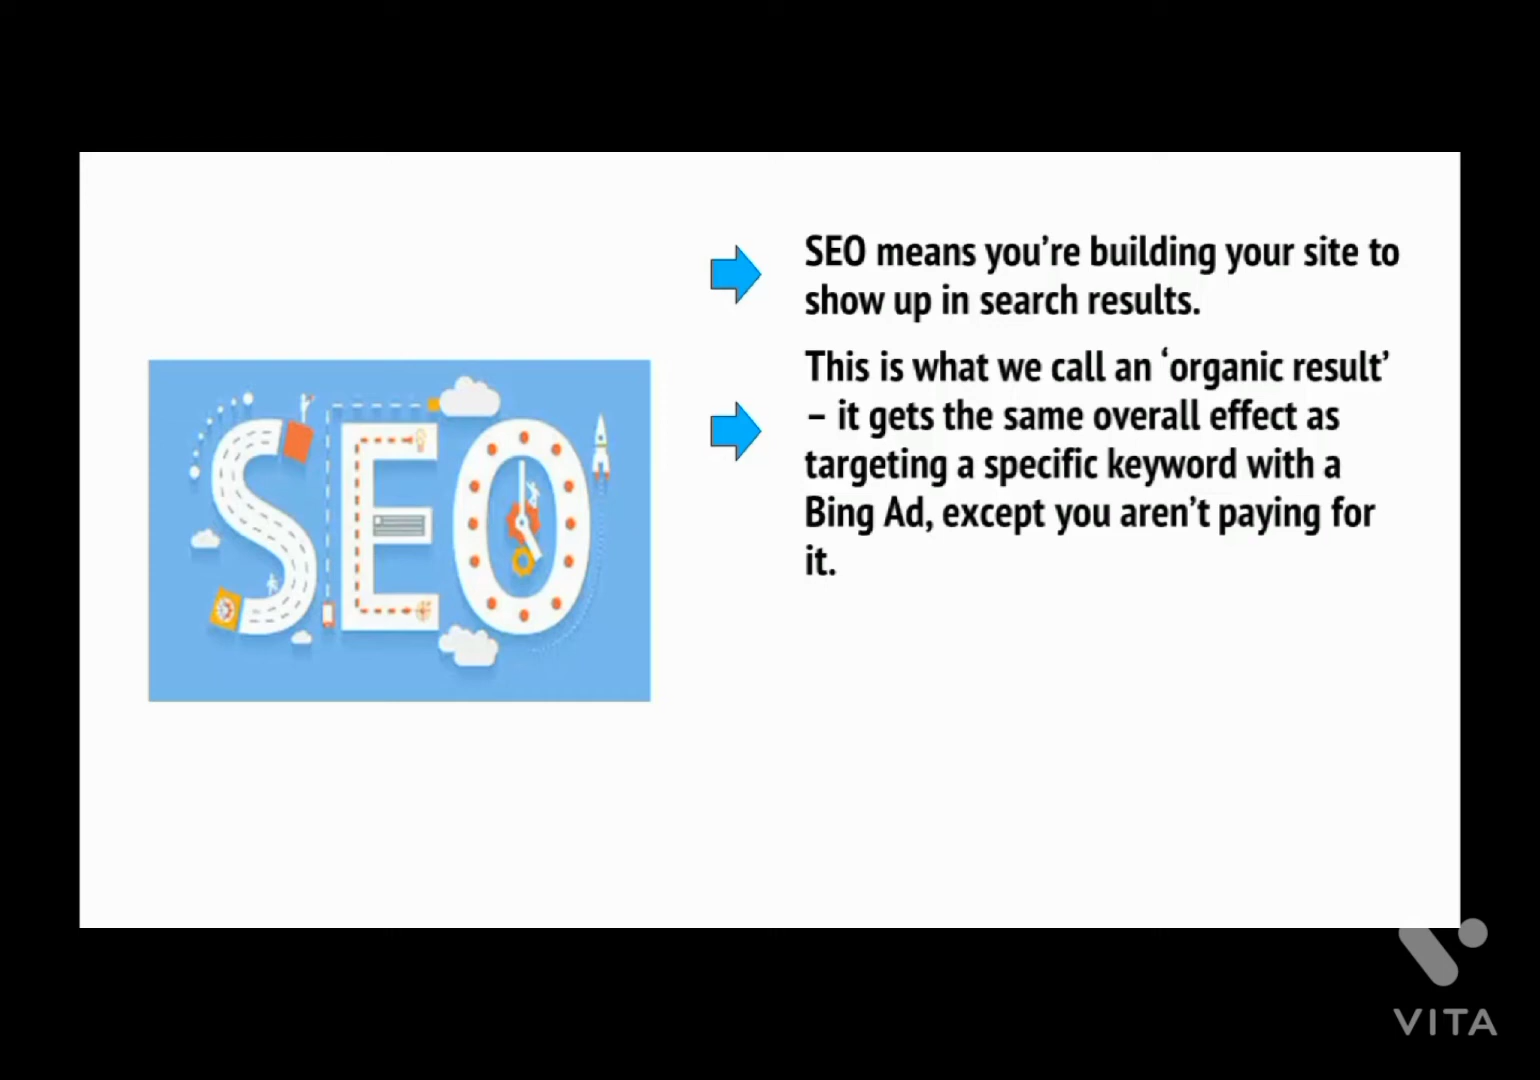 SEO means you’re building your site to
show up in search results.
This is what we call an ‘organic result’
– it gets the same overall effect as
targeting a specific keyword with a
Bing Ad, except you aren’t paying for
it.
SEO
VITA